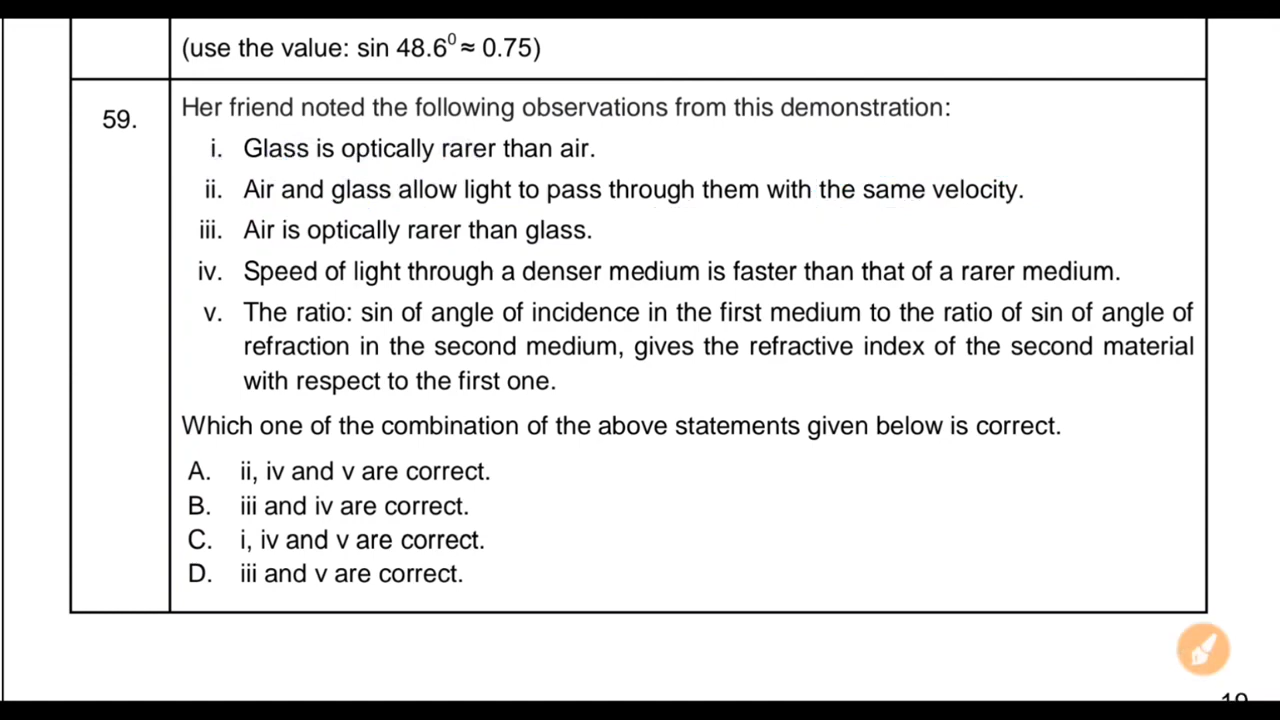 (use the value: sin 48.6⁰ ≈ 0.75)
59.
Her friend noted the following observations from this demonstration:
i. Glass is optically rarer than air.
ii. Air and glass allow light to pass through them with the same velocity.
iii. Air is optically rarer than glass.
iv. Speed of light through a denser medium is faster than that of a rarer medium.
v. The ratio: sin of angle of incidence in the first medium to the ratio of sin of angle of
refraction in the second medium, gives the refractive index of the second material
with respect to the first one.
Which one of the combination of the above statements given below is correct.
A. ii, iv and v are correct.
B. iii and iv are correct.
C. i, iv and v are correct.
D. iii and v are correct.